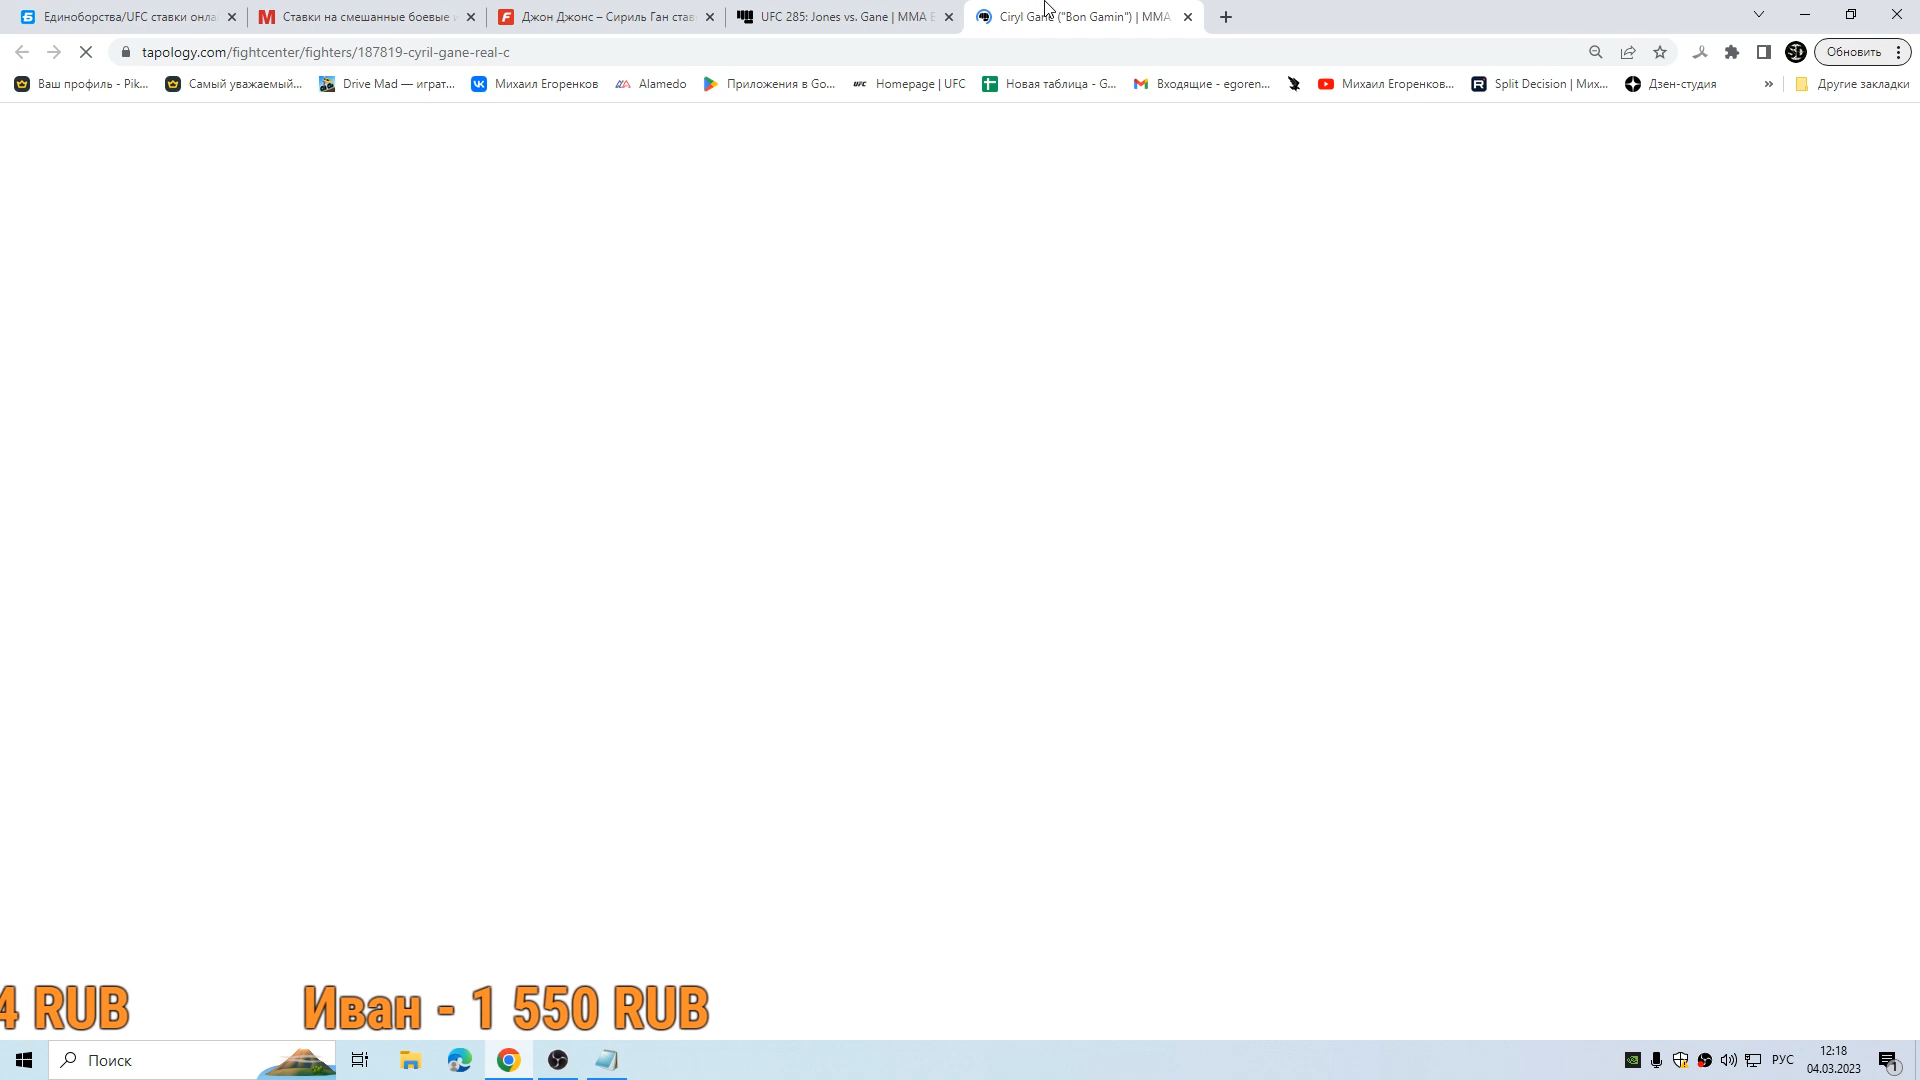 Единоборства/UFC ставки онла
Ставки на смешанные боевые
Джон Джонс – Сириль Ган став
UFC 285: Jones vs. Gane | MMA E
Ciryl Gane ("Bon Gamin") | MMA
tapology.com/fightcenter/fighters/187819-cyril-gane-real-c
Обновить
Ваш профиль - Pik...
Самый уважаемый...
Drive Mad — играт...
Михаил Егоренков
Alamedo
Приложения в Go...
UFC
Homepage | UFC
Новая таблица - G...
Входящие - egoren...
Михаил Егоренков...
Split Decision | Мих...
Дзен-студия
»
Другие закладки
4 RUB
Иван - 1 550 RUB
Поиск
РУС
12:18
04.03.2023
1